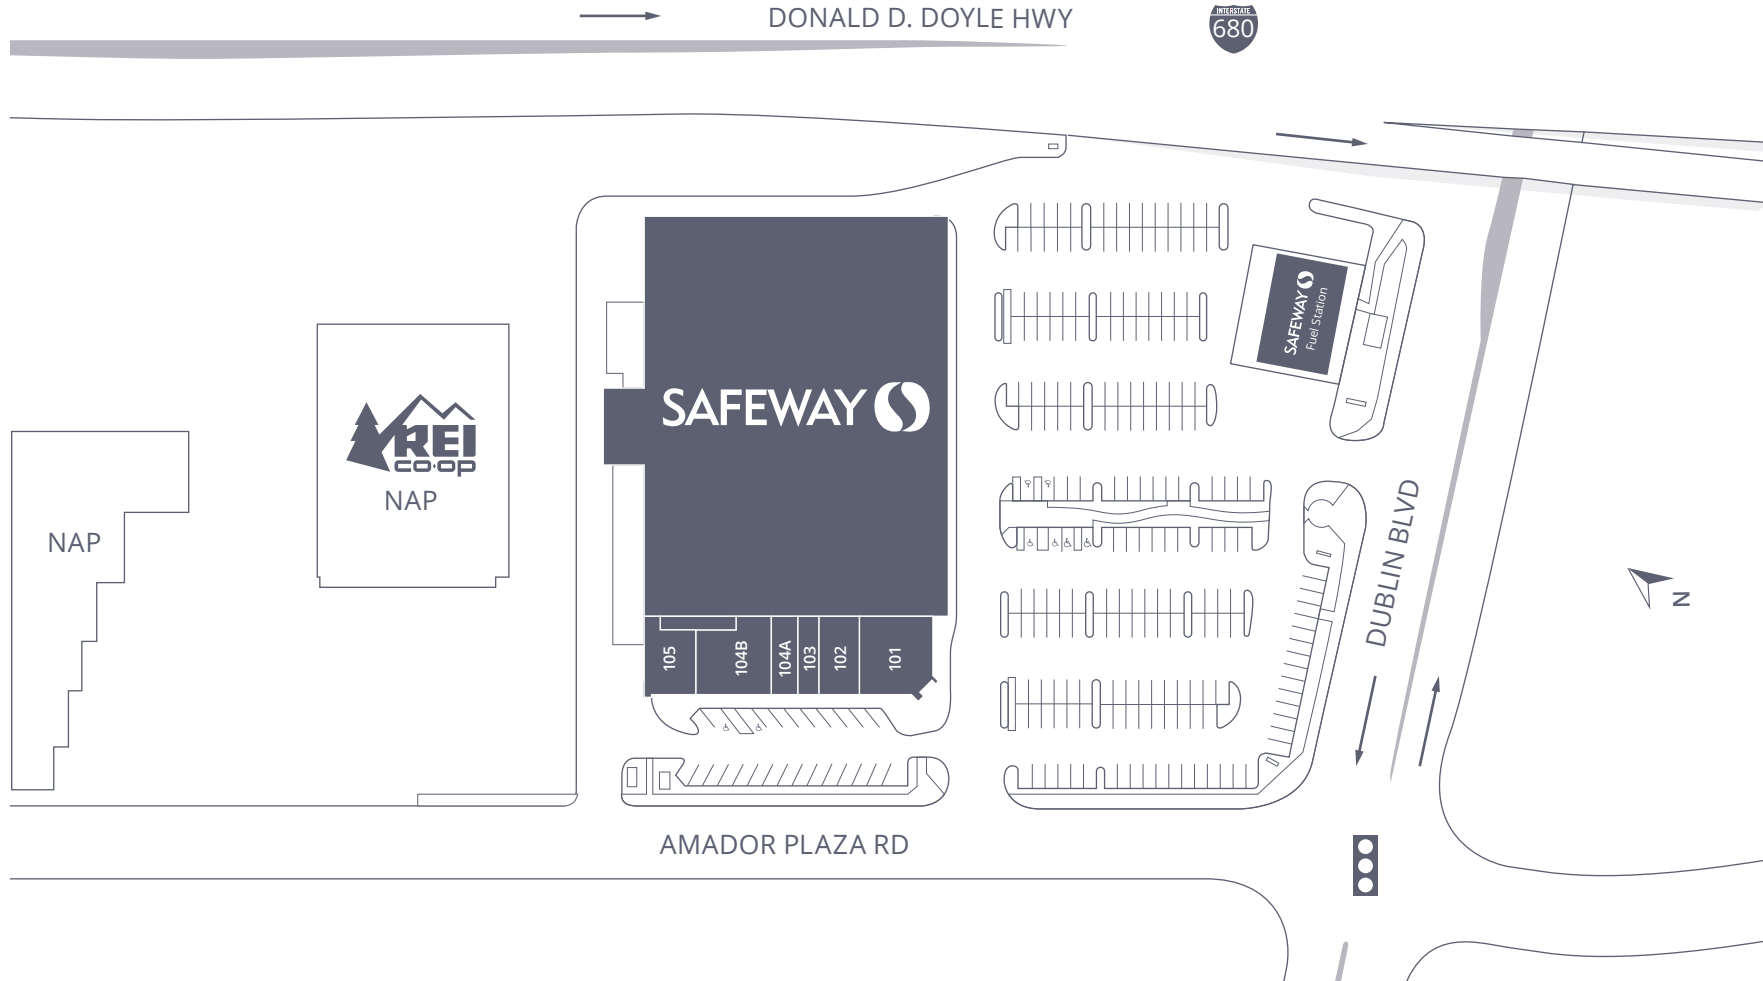 DONALD D. DOYLE HWY
INTERSTATE
680
SAFEWAY
Fuel Station
SAFEWAY
REI
co·op
NAP
NAP
DUBLIN BLVD
N
105
104B
104A
103
102
101
AMADOR PLAZA RD